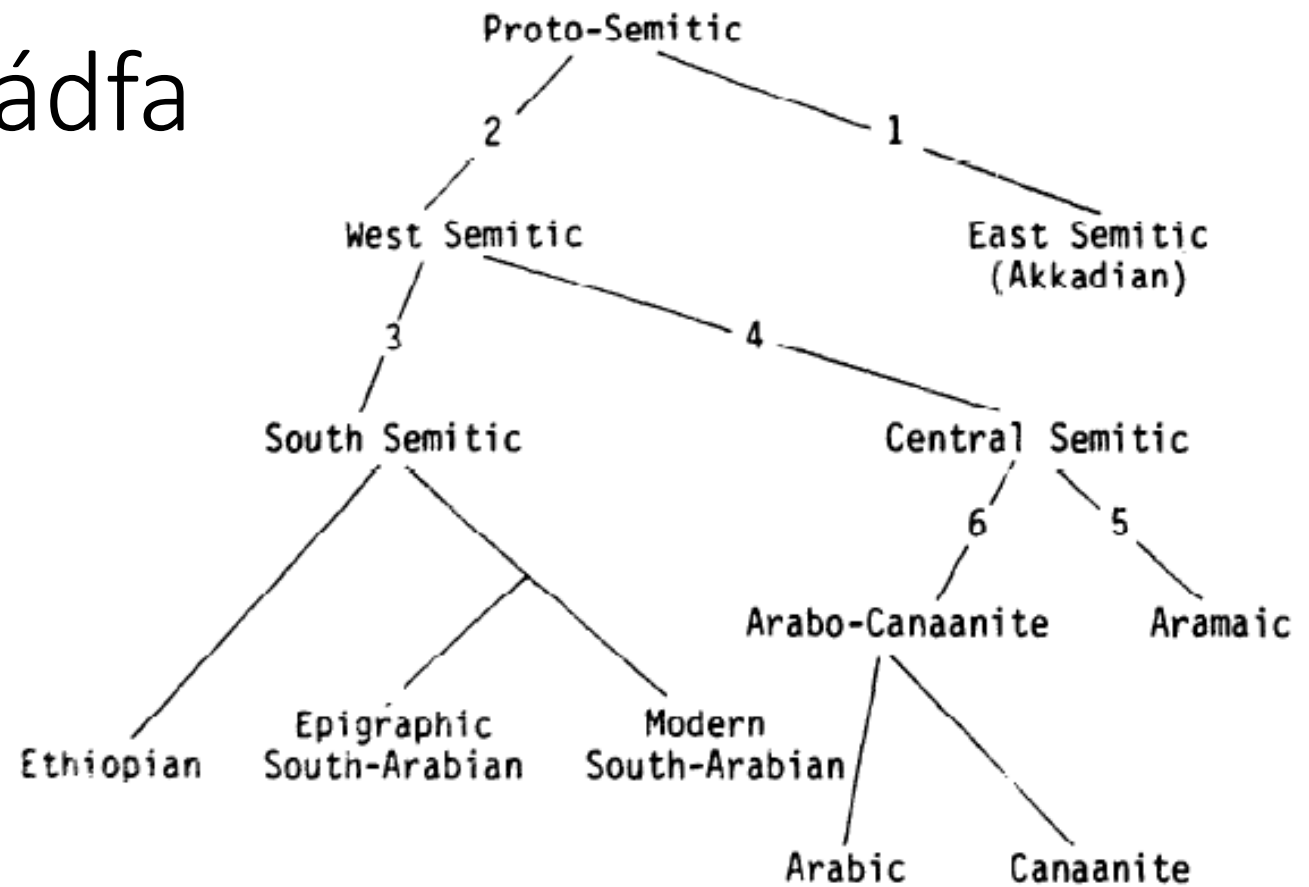 ádfa
Proto-Semitic
2
1
West Semitic
East Semitic
(Akkadian)
3
4
South Semitic
Central Semitic
6
5
Arabo-Canaanite
Aramaic
Ethiopian
Epigraphic
South-Arabian
Modern
South-Arabian
Arabic
Canaanite